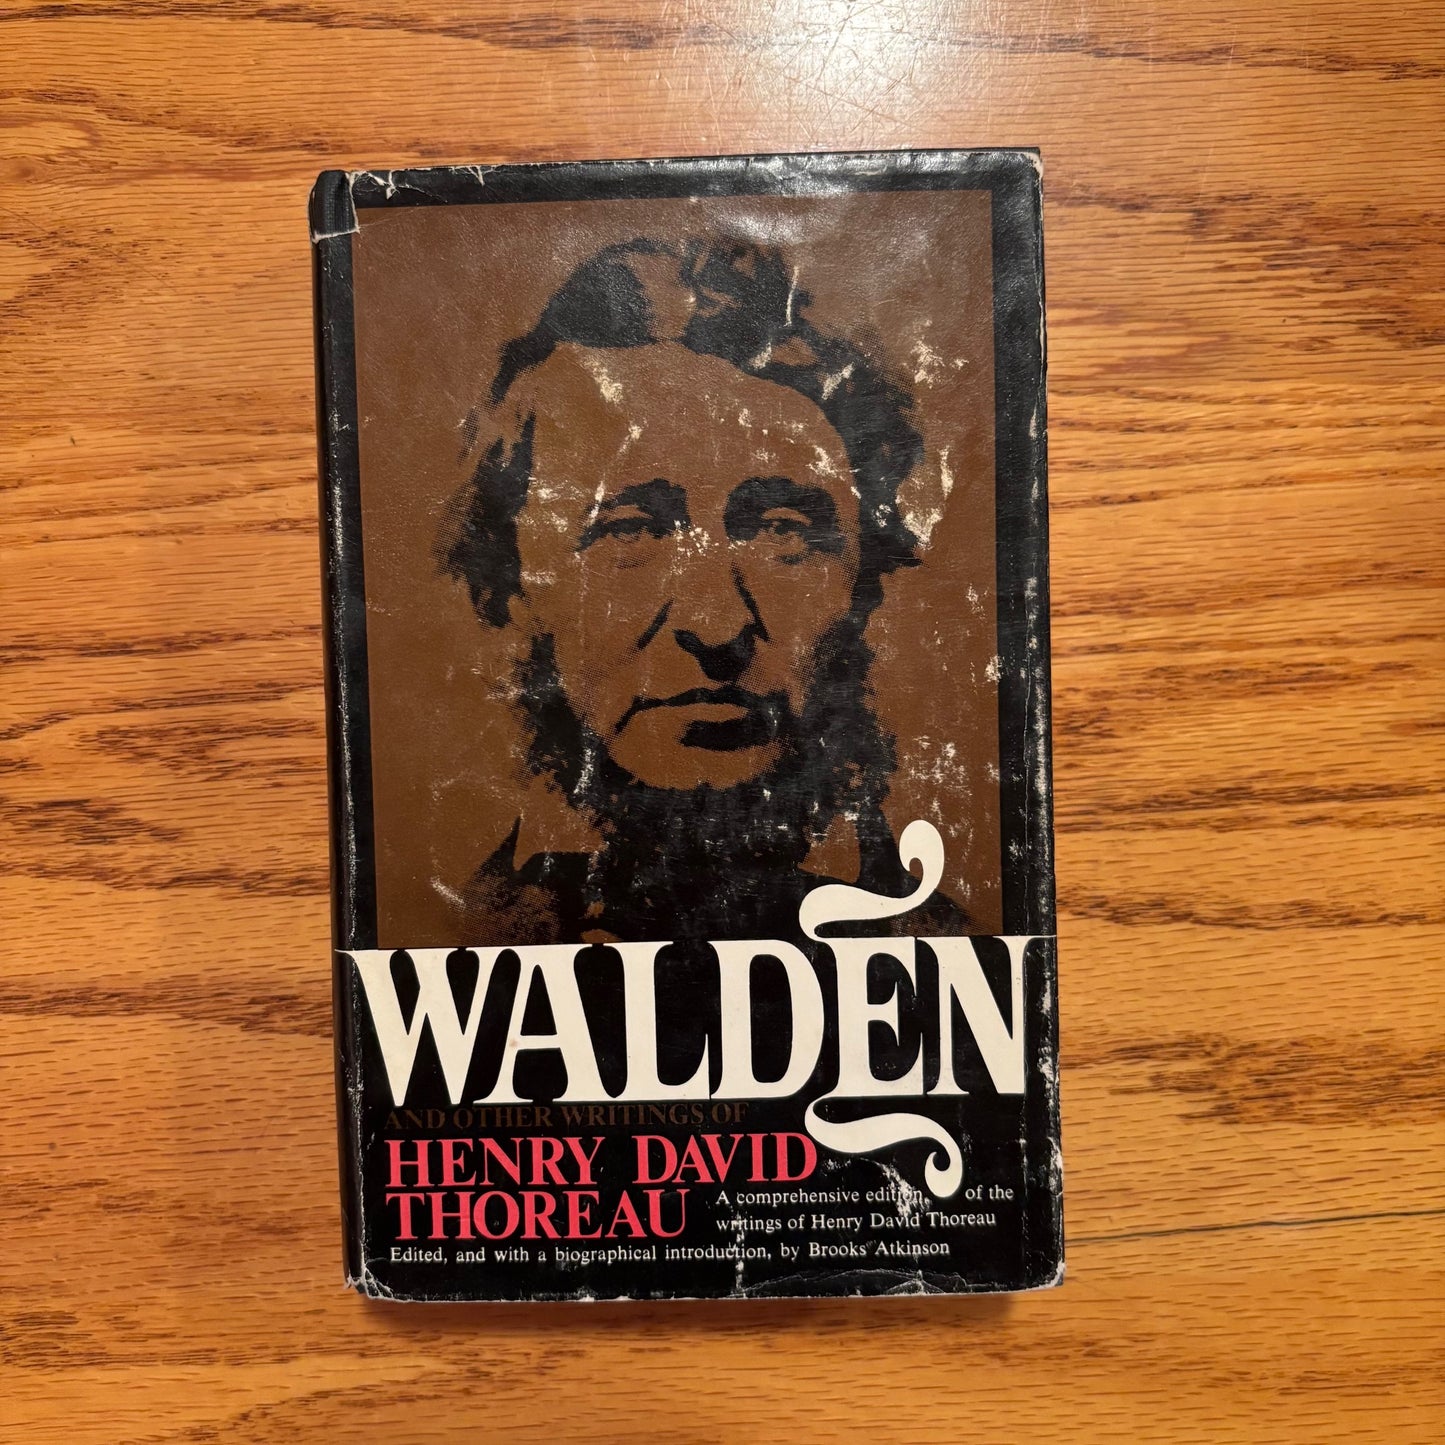 WALDEN
AND OTHER WRITINGS OF
HENRY DAVID
THOREAU
A comprehensive edition of the
writings of Henry David Thoreau
Edited, and with a biographical introduction, by Brooks Atkinson